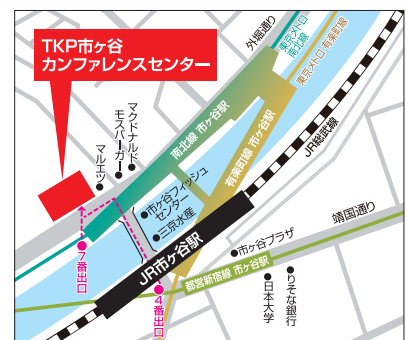 TKP市ヶ谷
カンファレンスセンター
外堀通り
東京メトロ
南北線
東京メトロ有楽町線
マクドナルド
モスバーガー
マルエツ
南北線 市ヶ谷駅
有楽町線 市ヶ谷駅
JR総武線
市ヶ谷フィッシュ
センター
三京水産
靖国通り
7番出口
JR市ヶ谷駅
市ヶ谷プラザ
都営新宿線 市ヶ谷駅
4番出口
日本大学
りそな銀行